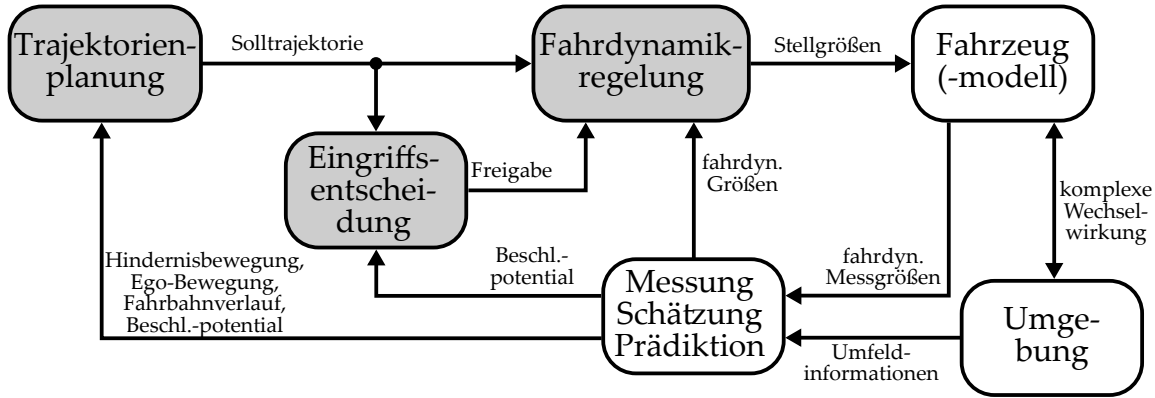 Trajektorien-
planung
Solltrajektorie
Fahrdynamik-
regelung
Stellgrößen
Fahrzeug
(-modell)
Eingriffs-
entschei-
dung
Freigabe
fahrdyn.
Größen
komplexe
Wechsel-
wirkung
Hindernisbewegung,
Ego-Bewegung,
Fahrbahnverlauf,
Beschl.-potential
Beschl.-
potential
Messung
Schätzung
Prädiktion
fahrdyn.
Messgrößen
Umfeld-
informationen
Umge-
bung